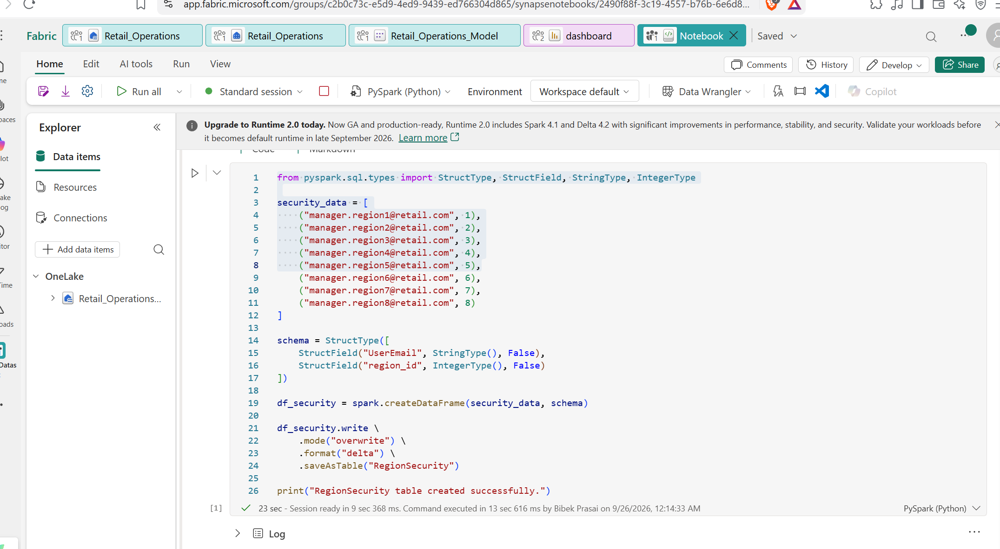 app.fabric.microsoft.com/groups/c2b0c73c-e5d9-4ed9-9439-ed766304d865/synapsenotebooks/2490f88f-3c19-4557-b76b-6e6d8...
Fabric 1 Retail_Operations 1 Retail_Operations 1 Retail_Operations_Model 2 dashboard 1 Notebook Saved
Home Edit AI tools Run View Comments History Develop Share
Run all Standard session PySpark (Python) Environment Workspace default Data Wrangler Copilot
Upgrade to Runtime 2.0 today. Now GA and production-ready, Runtime 2.0 includes Spark 4.1 and Delta 4.2 with significant improvements in performance, stability, and security. Validate your workloads before
it becomes default runtime in late September 2026. Learn more
Explorer
Data items
Resources
Connections
Add data items
OneLake
Retail_Operations...
Code Markdown
1 from pyspark.sql.types import StructType, StructField, StringType, IntegerType
2
3 security_data = [
4 ("manager.region1@retail.com", 1),
5 ("manager.region2@retail.com", 2),
6 ("manager.region3@retail.com", 3),
7 ("manager.region4@retail.com", 4),
8 ("manager.region5@retail.com", 5),
9 ("manager.region6@retail.com", 6),
10 ("manager.region7@retail.com", 7),
11 ("manager.region8@retail.com", 8)
12 ]
13
14 schema = StructType([
15 StructField("UserEmail", StringType(), False),
16 StructField("region_id", IntegerType(), False)
17 ])
18
19 df_security = spark.createDataFrame(security_data, schema)
20
21 df_security.write \
22 .mode("overwrite") \
23 .format("delta") \
24 .saveAsTable("RegionSecurity")
25
26 print("RegionSecurity table created successfully.")
[1] 23 sec - Session ready in 9 sec 368 ms. Command executed in 13 sec 616 ms by Bibek Prasai on 9/26/2026, 12:14:33 AM PySpark (Python)
Log